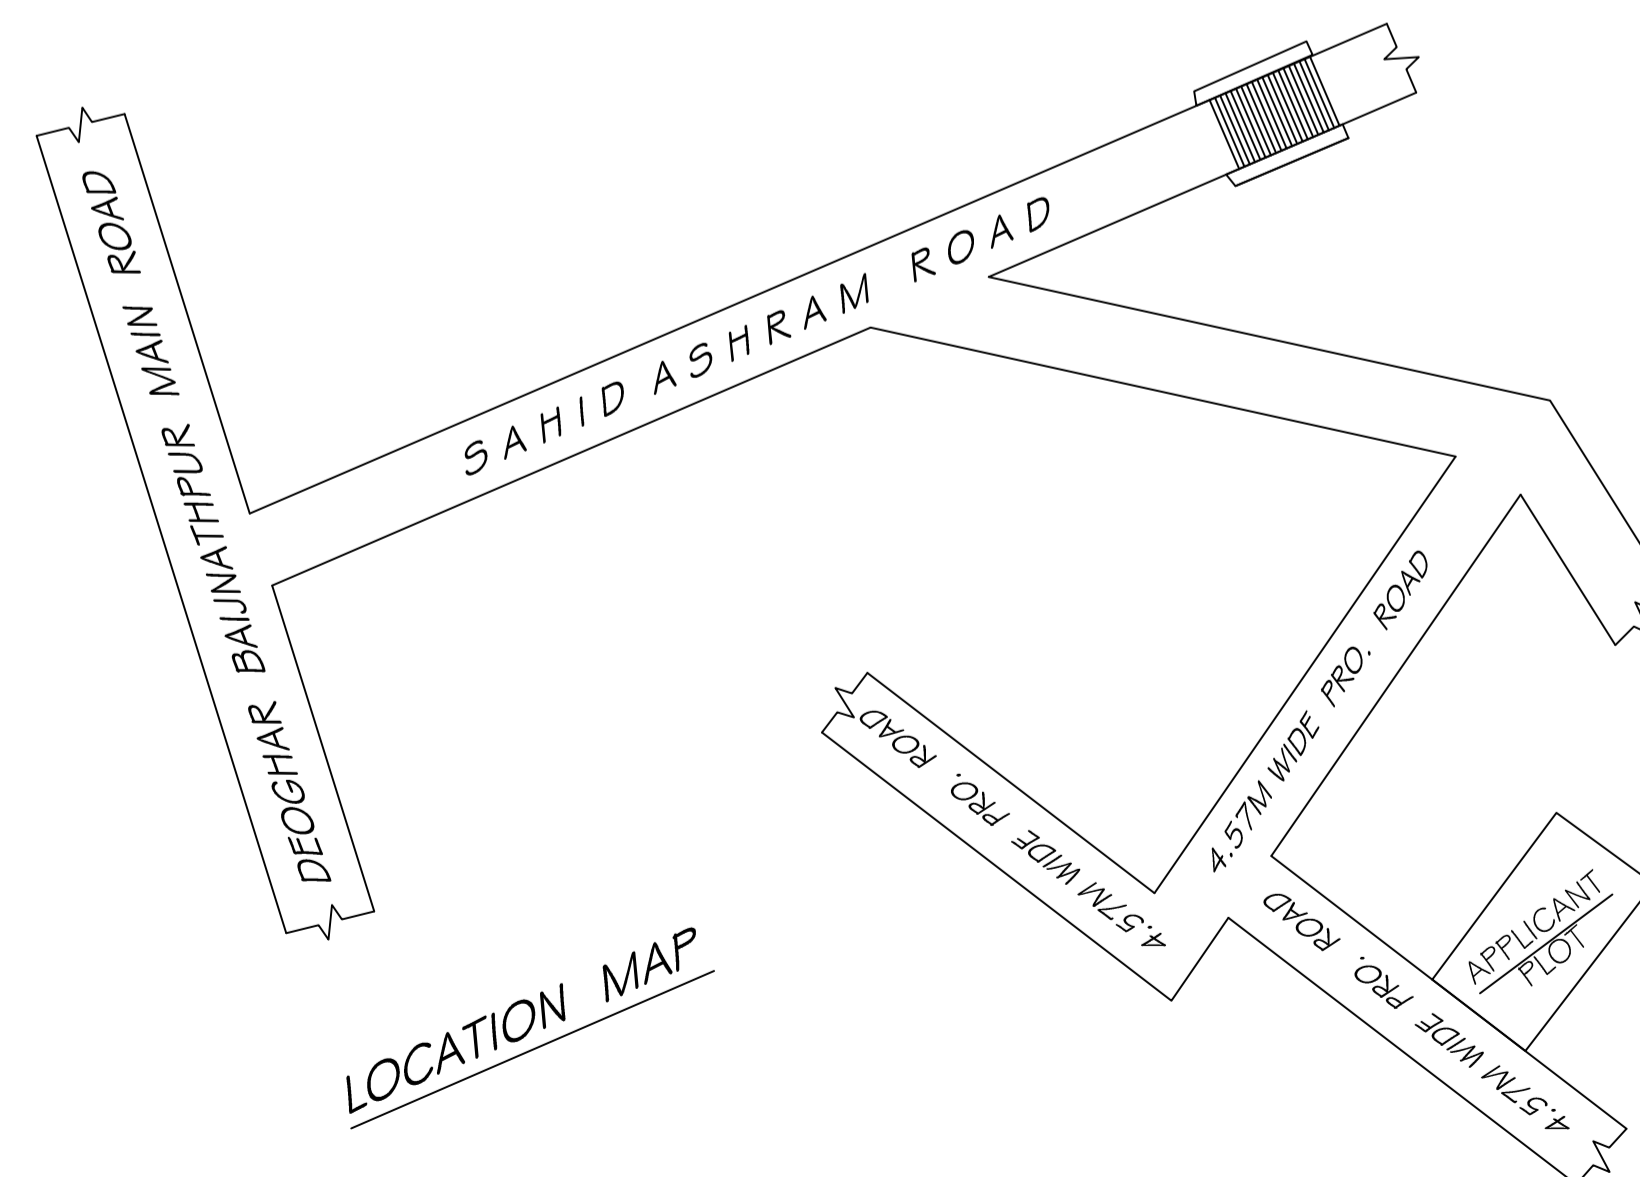 DEOGHAR BAIJNATHPUR MAIN ROAD
SAHID ASHRAM ROAD
4.57M WIDE PRO. ROAD
4.57M WIDE PRO. ROAD
4.57M WIDE PRO. ROAD
APPLICANT
PLOT
LOCATION MAP